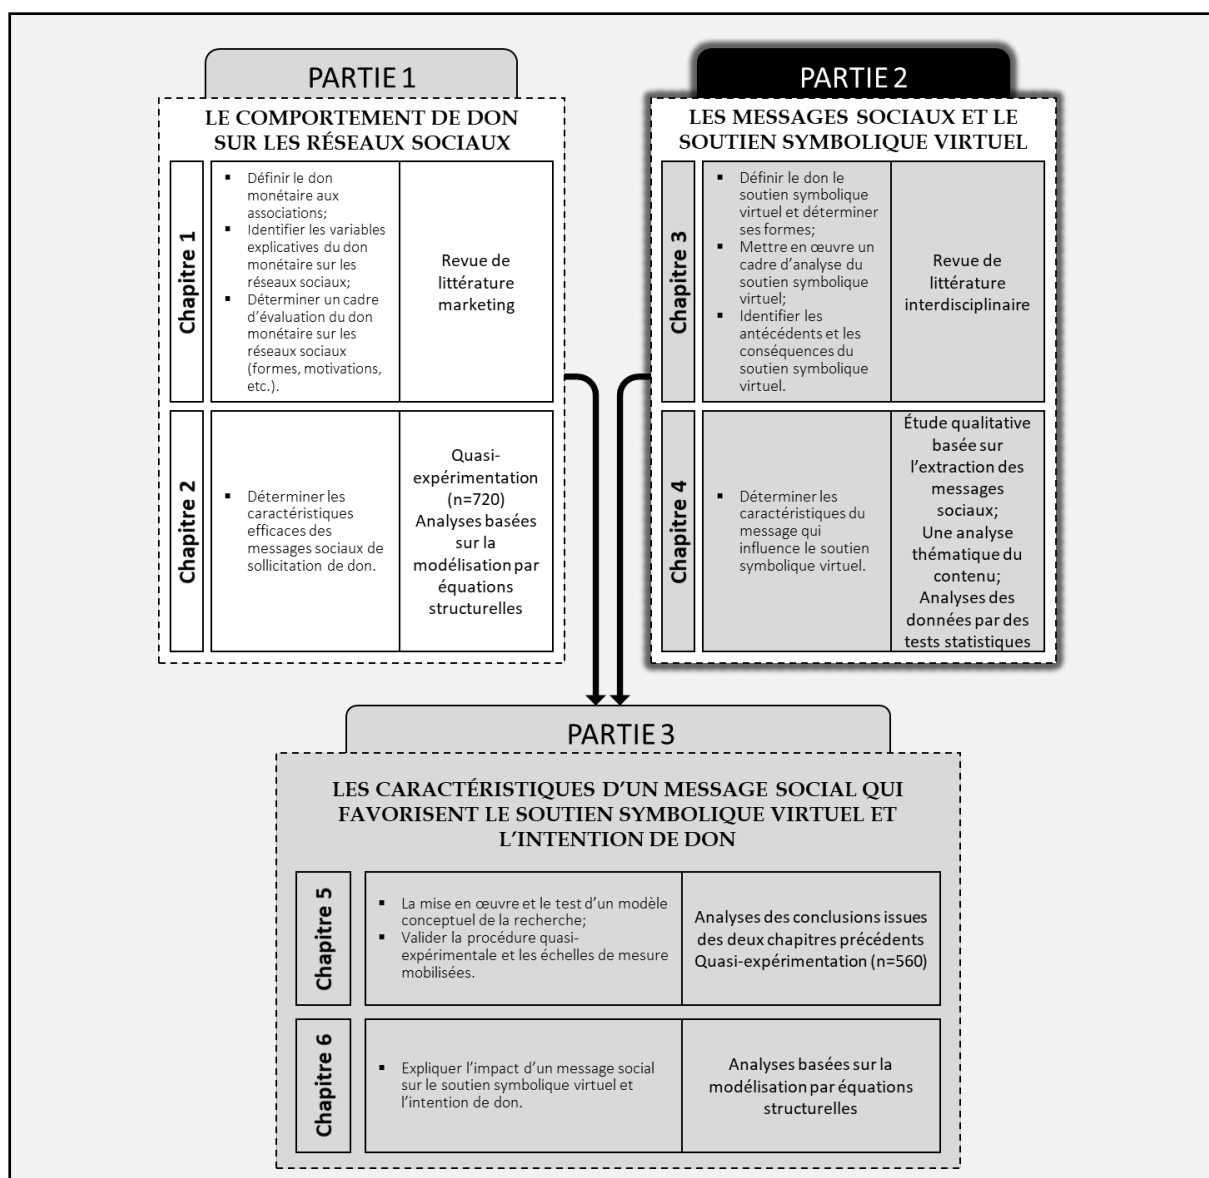 PARTIE 1
LE COMPORTEMENT DE DON
SUR LES RÉSEAUX SOCIAUX
Chapitre 1
▪ Définir le don
monétaire aux
associations;
▪ Identifier les variables
explicatives du don
monétaire sur les
réseaux sociaux;
▪ Déterminer un cadre
d'évaluation du don
monétaire sur les
réseaux sociaux
(formes, motivations,
etc.).
Revue de
littérature
marketing
Chapitre 2
▪ Déterminer les
caractéristiques
efficaces des
messages sociaux de
sollicitation de don.
Quasi-
expérimentation
(n=720)
Analyses basées
sur la
modélisation par
équations
structurelles
PARTIE 2
LES MESSAGES SOCIAUX ET LE
SOUTIEN SYMBOLIQUE VIRTUEL
Chapitre 3
▪ Définir le don le
soutien symbolique
virtuel et déterminer
ses formes;
▪ Mettre en œuvre un
cadre d'analyse du
soutien symbolique
virtuel;
▪ Identifier les
antécédents et les
conséquences du
soutien symbolique
virtuel.
Revue de
littérature
interdisciplinaire
Chapitre 4
▪ Déterminer les
caractéristiques du
message qui
influence le soutien
symbolique virtuel.
Étude qualitative
basée sur
l'extraction des
messages
sociaux;
Une analyse
thématique du
contenu;
Analyses des
données par des
tests statistiques
PARTIE 3
LES CARACTÉRISTIQUES D'UN MESSAGE SOCIAL QUI
FAVORISENT LE SOUTIEN SYMBOLIQUE VIRTUEL ET
L'INTENTION DE DON
Chapitre 5
▪ La mise en œuvre et le test d'un modèle
conceptuel de la recherche;
▪ Valider la procédure quasi-
expérimentale et les échelles de mesure
mobilisées.
Analyses des conclusions issues
des deux chapitres précédents
Quasi-expérimentation (n=560)
Chapitre 6
▪ Expliquer l'impact d'un message social
sur le soutien symbolique virtuel et
l'intention de don.
Analyses basées sur la
modélisation par équations
structurelles